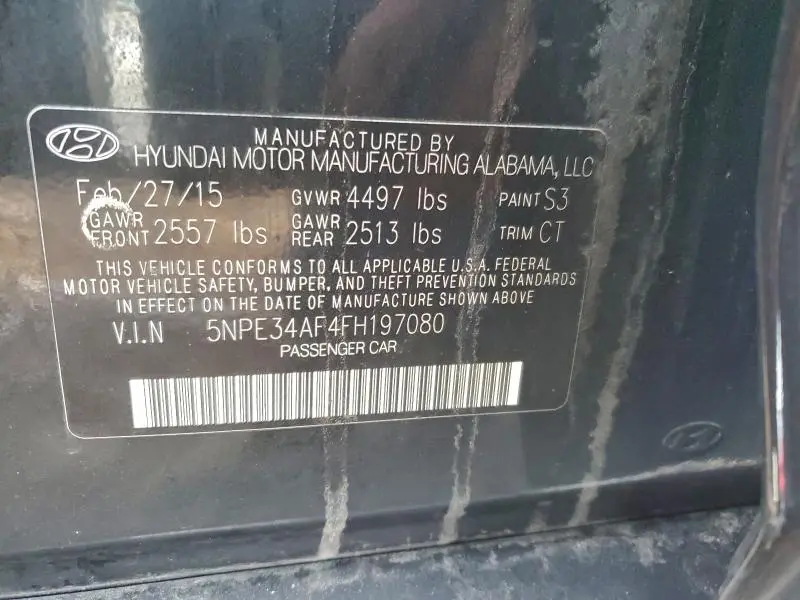 MANUFACTURED BY
HYUNDAI MOTOR MANUFACTURING ALABAMA, LLC
Feb/27/15 GVWR 4497 lbs PAINT S3
GAWR FRONT 2557 lbs GAWR REAR 2513 lbs TRIM CT
THIS VEHICLE CONFORMS TO ALL APPLICABLE U.S.A. FEDERAL
MOTOR VEHICLE SAFETY, BUMPER, AND THEFT PREVENTION STANDARDS
IN EFFECT ON THE DATE OF MANUFACTURE SHOWN ABOVE
V.I.N 5NPE34AF4FH197080
PASSENGER CAR